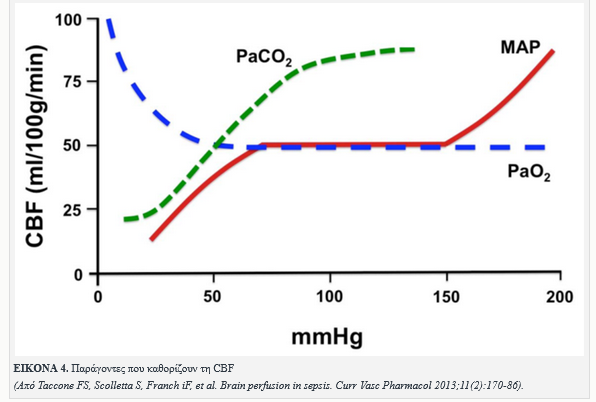 100
75
50
25
0
CBF (ml/100g/min)
PaCO2
MAP
PaO2
0 50 100 150 200
mmHg
ΕΙΚΟΝΑ 4. Παράγοντες που καθορίζουν τη CBF
(Από Taccone FS, Scolletta S, Franch iF, et al. Brain perfusion in sepsis. Curr Vasc Pharmacol 2013;11(2):170-86).